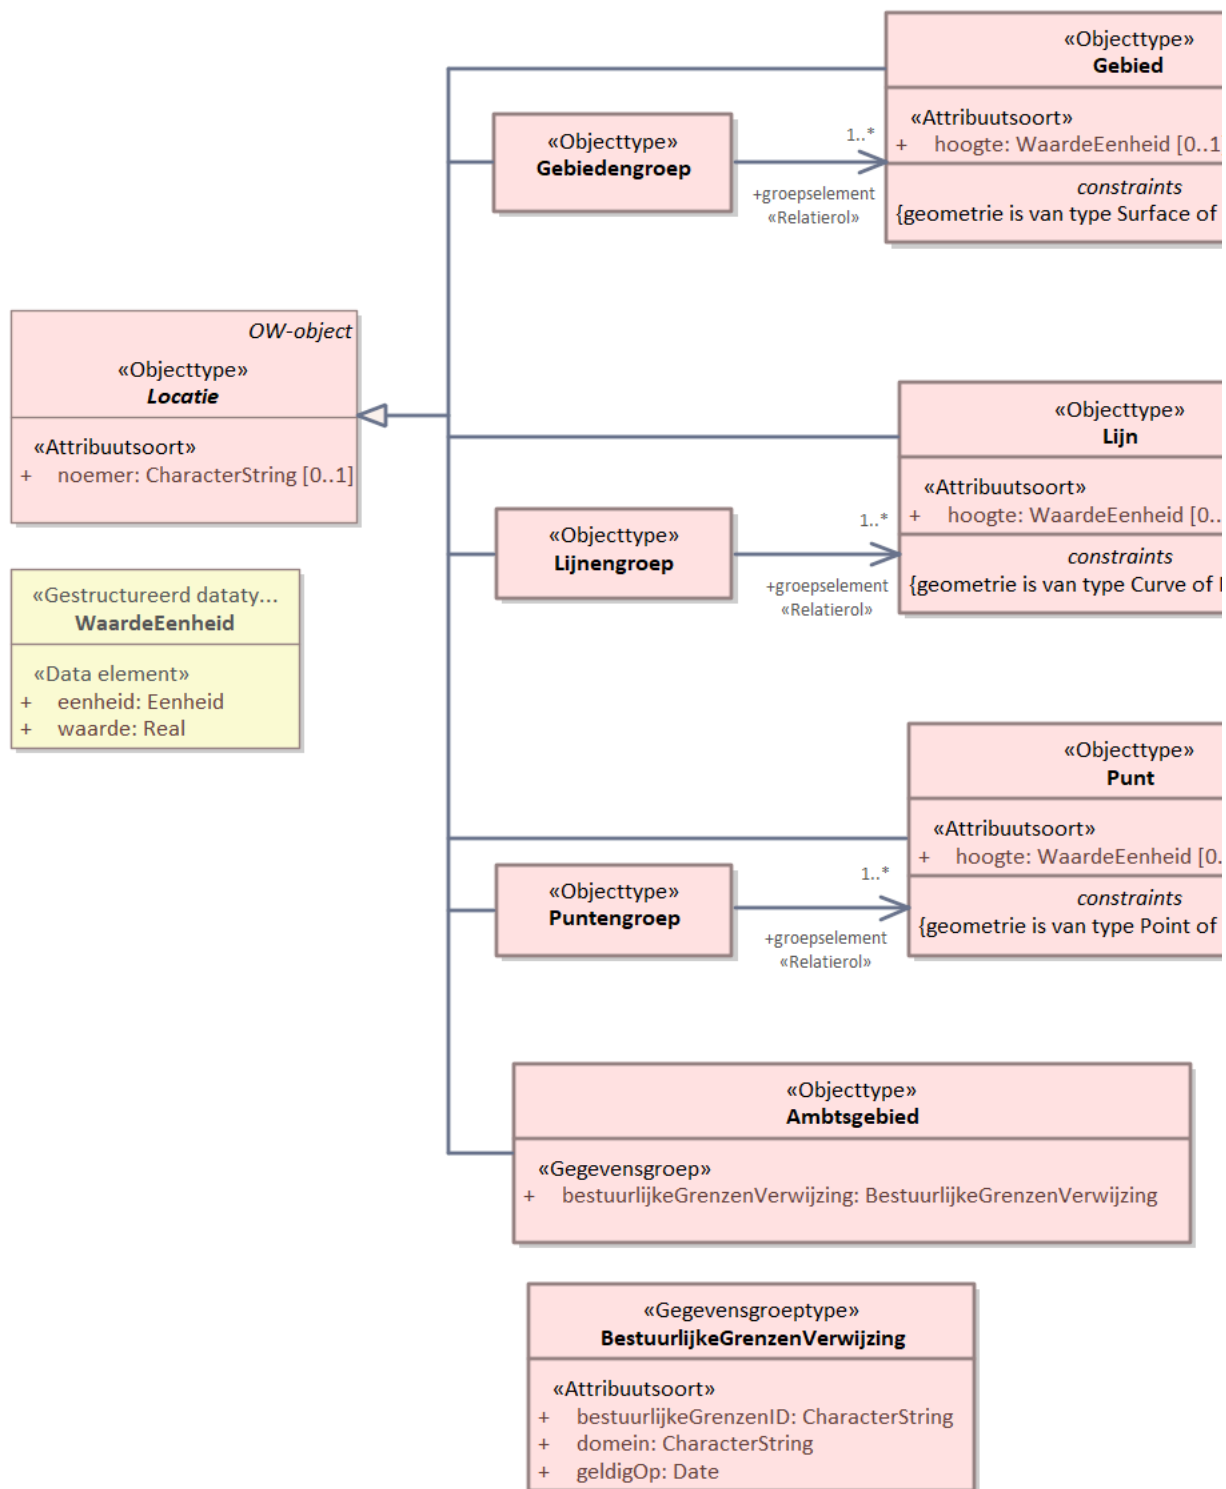 «Objecttype»
Gebied
«Attribuutsoort»
+ hoogte: WaardeEenheid [0..1
constraints
{geometrie is van type Surface of
«Objecttype»
Gebiedengroep
1..*
+groepselement
«Relatierol»
OW-object
«Objecttype»
Locatie
«Attribuutsoort»
+ noemer: CharacterString [0..1]
«Gestructureerd dataty...
WaardeEenheid
«Data element»
+ eenheid: Eenheid
+ waarde: Real
«Objecttype»
Lijn
«Attribuutsoort»
+ hoogte: WaardeEenheid [0..
constraints
{geometrie is van type Curve of
«Objecttype»
Lijnengroep
1..*
+groepselement
«Relatierol»
«Objecttype»
Punt
«Attribuutsoort»
+ hoogte: WaardeEenheid [0.
constraints
{geometrie is van type Point of
«Objecttype»
Puntengroep
1..*
+groepselement
«Relatierol»
«Objecttype»
Ambtsgebied
«Gegevensgroep»
+ bestuurlijkeGrenzenVerwijzing: BestuurlijkeGrenzenVerwijzing
«Gegevensgroeptype»
BestuurlijkeGrenzenVerwijzing
«Attribuutsoort»
+ bestuurlijkeGrenzenID: CharacterString
+ domein: CharacterString
+ geldigOp: Date